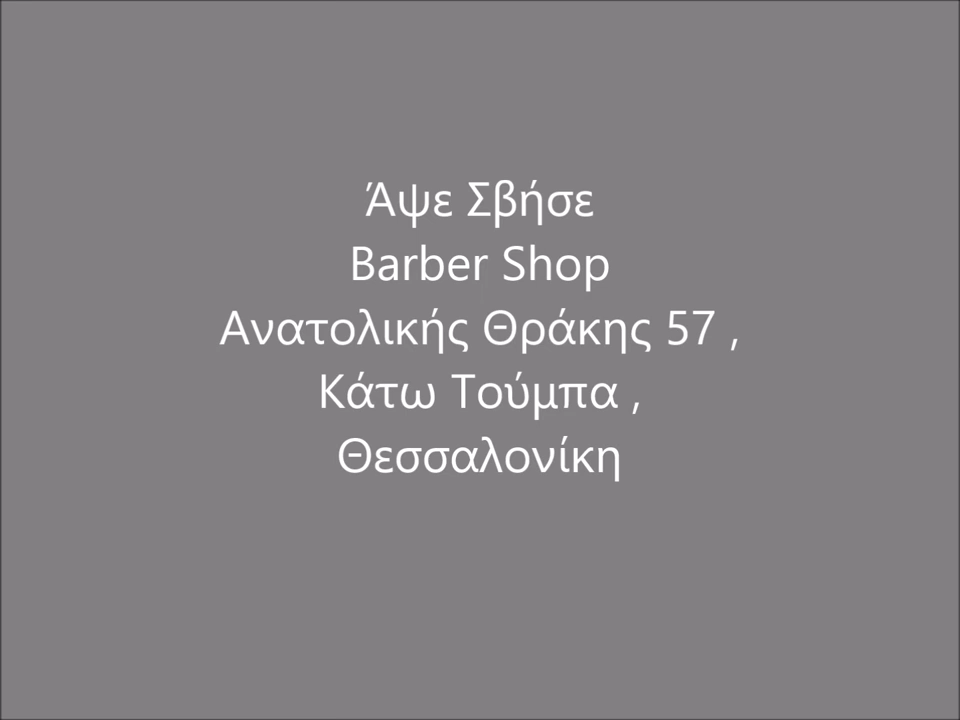 Άψε Σβήσε
Barber Shop
Ανατολικής Θράκης 57 ,
Κάτω Τούμπα ,
Θεσσαλονίκη